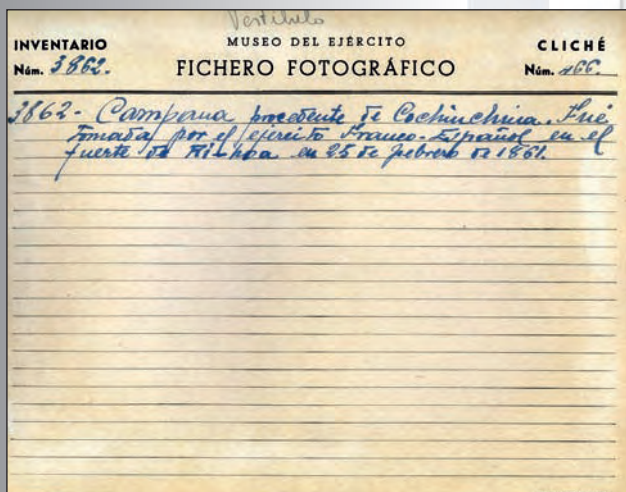 Vestíbulo
INVENTARIO
Núm. 3862.
MUSEO DEL EJÉRCITO
FICHERO FOTOGRÁFICO
CLICHÉ
Núm. 466.
3862- Campana procedente de Cochinchina. Fué
tomada por el ejército Franco-Español en el
fuerte de Ki-hoa en 25 de febrero de 1861.